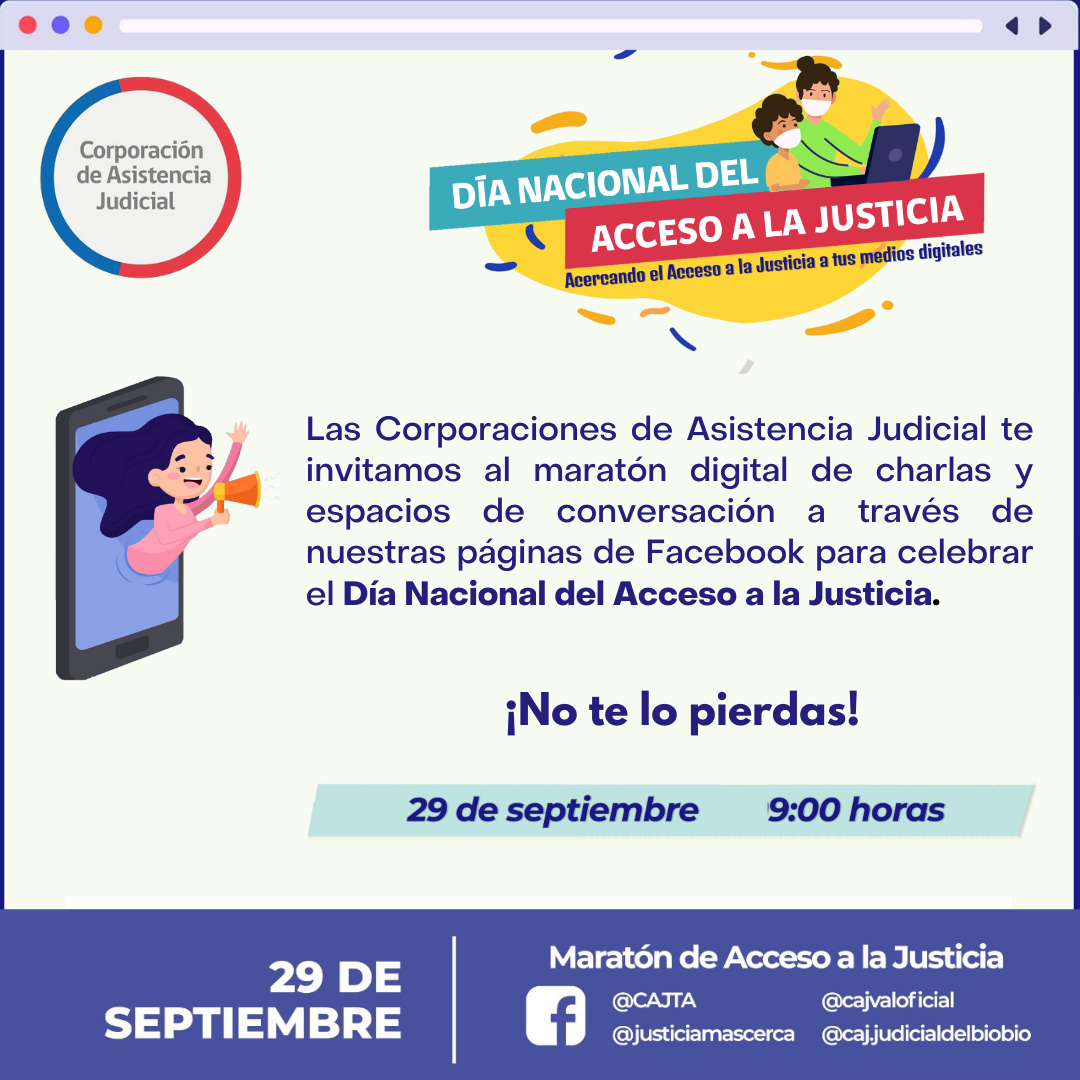 Corporación
de Asistencia
Judicial
DÍA NACIONAL DEL
ACCESO A LA JUSTICIA
Acercando el Acceso a la Justicia a tus medios digitales
Las Corporaciones de Asistencia Judicial te
invitamos al maratón digital de charlas y
espacios de conversación a través de
nuestras páginas de Facebook para celebrar
el Día Nacional del Acceso a la Justicia.
¡No te lo pierdas!
29 de septiembre 9:00 horas
29 DE
SEPTIEMBRE
Maratón de Acceso a la Justicia
@CAJTA @cajvaloficial
@justiciamascerca @caj.judicialdelbiobio